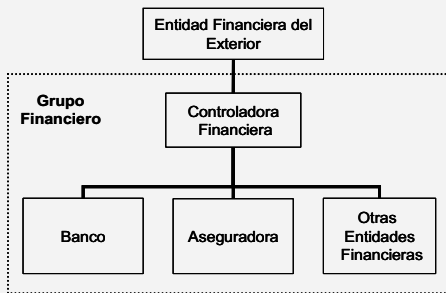 Entidad Financiera del
Exterior
Grupo
Financiero
Controladora
Financiera
Banco
Aseguradora
Otras
Entidades
Financieras